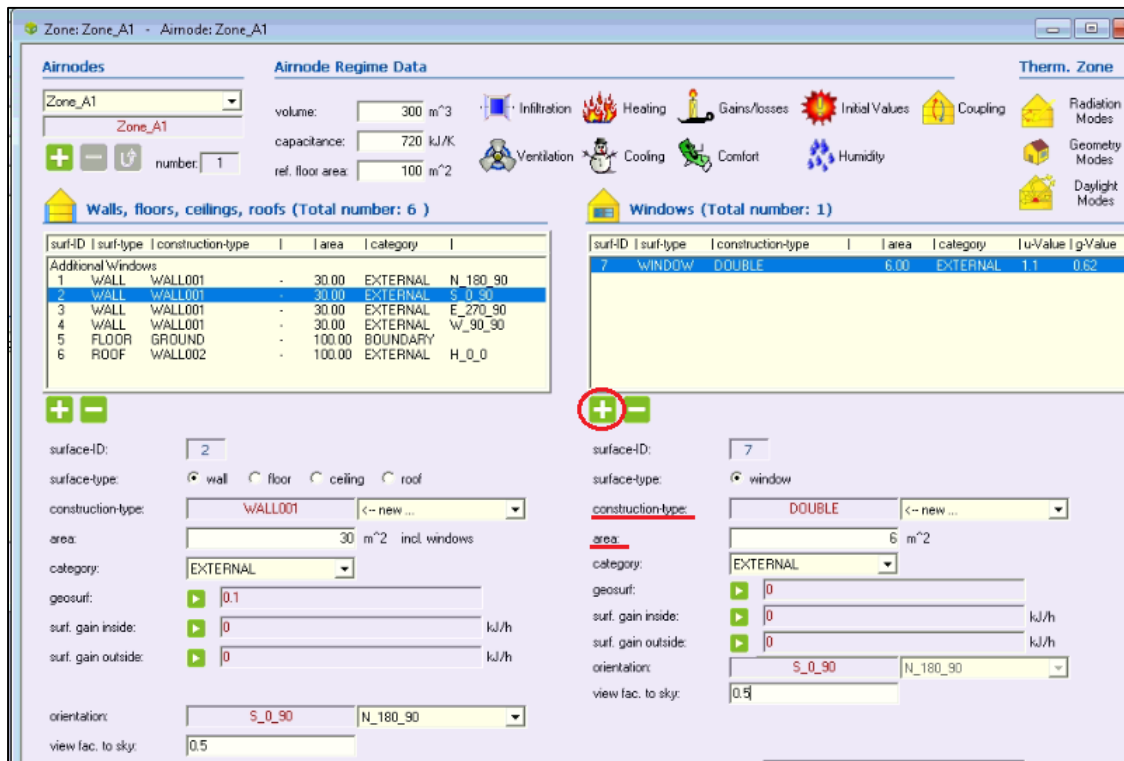 Zone: Zone_A1 - Airnode: Zone_A1
Airnodes
Airnode Regime Data
Therm. Zone
Zone_A1
Zone_A1
number: 1
volume: 300 m^3
capacitance: 720 kJ/K
ref. floor area: 100 m^2
Infiltration Heating Gains/losses Initial Values Coupling
Ventilation Cooling Comfort Humidity
Radiation Modes
Geometry Modes
Daylight Modes
Walls, floors, ceilings, roofs (Total number: 6 )
surf-ID | surf-type | construction-type | | area | category |
Additional Windows
1 WALL WALL001 - 30.00 EXTERNAL N_180_90
2 WALL WALL001 - 30.00 EXTERNAL S_0_90
3 WALL WALL001 - 30.00 EXTERNAL E_270_90
4 WALL WALL001 - 30.00 EXTERNAL W_90_90
5 FLOOR GROUND - 100.00 BOUNDARY
6 ROOF WALL002 - 100.00 EXTERNAL H_0_0
surface-ID: 2
surface-type: wall floor ceiling roof
construction-type: WALL001 <-- new ...
area: 30 m^2 incl. windows
category: EXTERNAL
geosurf: 0.1
surf. gain inside: 0 kJ/h
surf. gain outside: 0 kJ/h
orientation: S_0_90 N_180_90
view fac. to sky: 0.5
Windows (Total number: 1)
surf-ID | surf-type | construction-type | | area | category | u-Value | g-Value
7 WINDOW DOUBLE 6.00 EXTERNAL 1.1 0.62
surface-ID: 7
surface-type: window
construction-type: DOUBLE <-- new ...
area: 6 m^2
category: EXTERNAL
geosurf: 0
surf. gain inside: 0 kJ/h
surf. gain outside: 0 kJ/h
orientation: S_0_90 N_180_90
view fac. to sky: 0.5